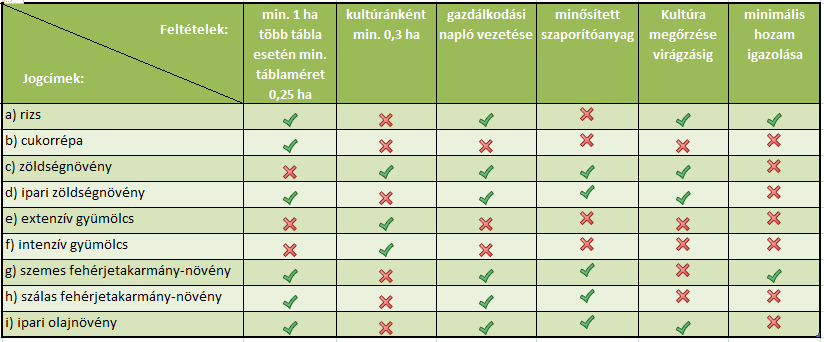 Feltételek:
Jogcímek:
min. 1 ha
több tábla
esetén min.
táblaméret
0,25 ha
kultúránként
min. 0,3 ha
gazdálkodási
napló vezetése
minősített
szaporítóanyag
Kultúra
megőrzése
virágzásig
minimális
hozam
igazolása
a) rizs
b) cukorrépa
c) zöldségnövény
d) ipari zöldségnövény
e) extenzív gyümölcs
f) intenzív gyümölcs
g) szemes fehérjetakarmány-növény
h) szálas fehérjetakarmány-növény
i) ipari olajnövény